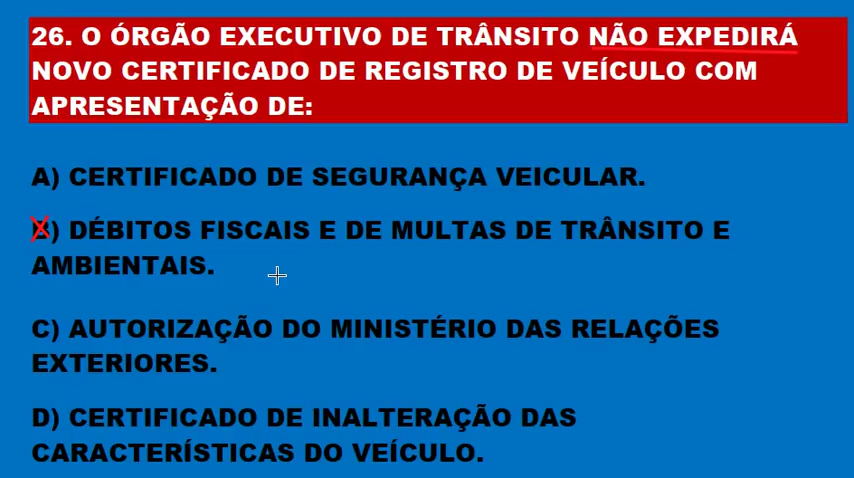 26. O ÓRGÃO EXECUTIVO DE TRÂNSITO NÃO EXPEDIRÁ
NOVO CERTIFICADO DE REGISTRO DE VEÍCULO COM
APRESENTAÇÃO DE:
A) CERTIFICADO DE SEGURANÇA VEICULAR.
B) DÉBITOS FISCAIS E DE MULTAS DE TRÂNSITO E
AMBIENTAIS.
C) AUTORIZAÇÃO DO MINISTÉRIO DAS RELAÇÕES
EXTERIORES.
D) CERTIFICADO DE INALTERAÇÃO DAS
CARACTERÍSTICAS DO VEÍCULO.